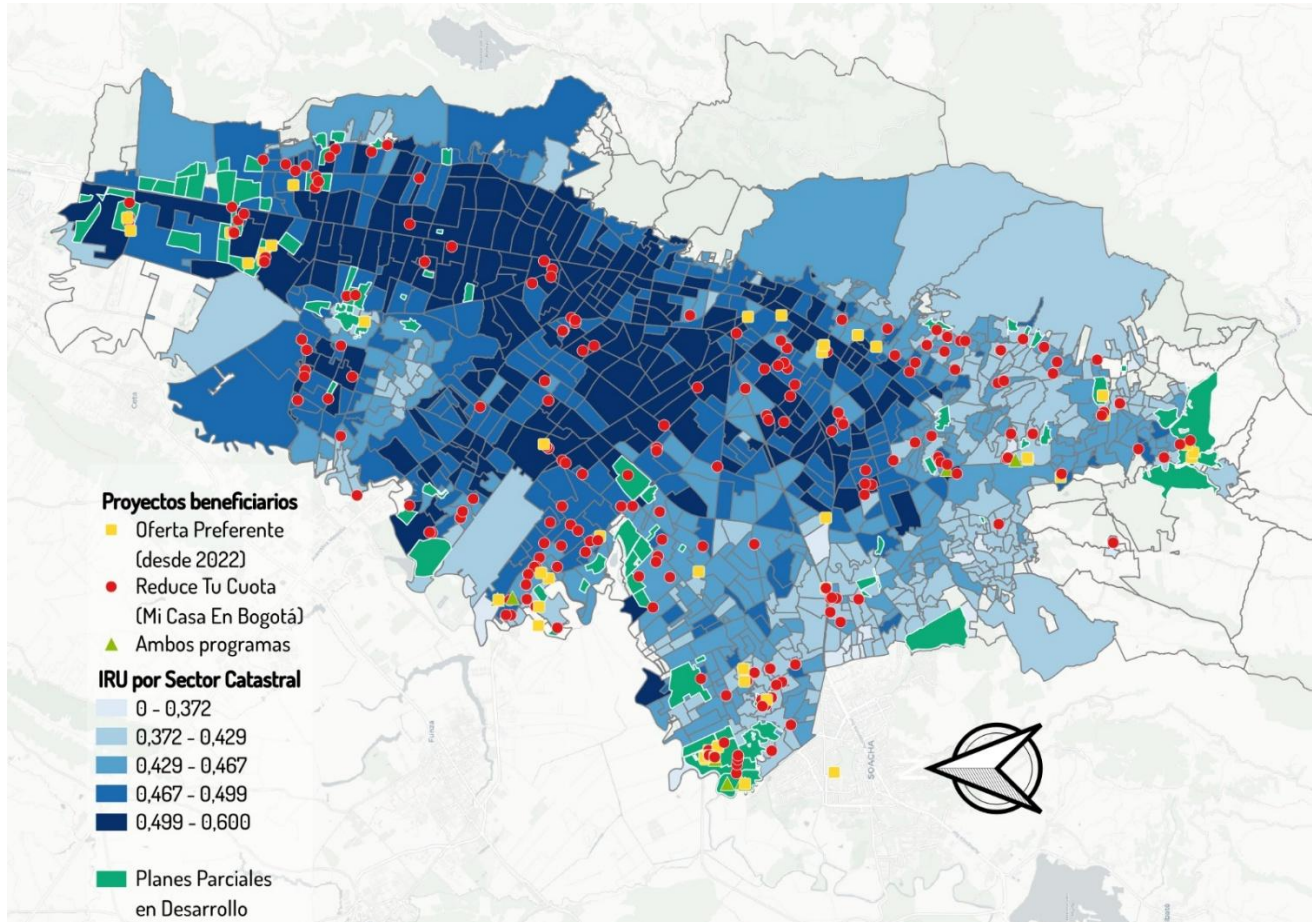 Proyectos beneficiarios
Oferta Preferente
(desde 2022)
Reduce Tu Cuota
(Mi Casa En Bogotá)
Ambos programas
IRU por Sector Catastral
0 - 0,372
0,372 - 0,429
0,429 - 0,467
0,467 - 0,499
0,499 - 0,600
Planes Parciales
en Desarrollo
Cota
Funza
SOACHA